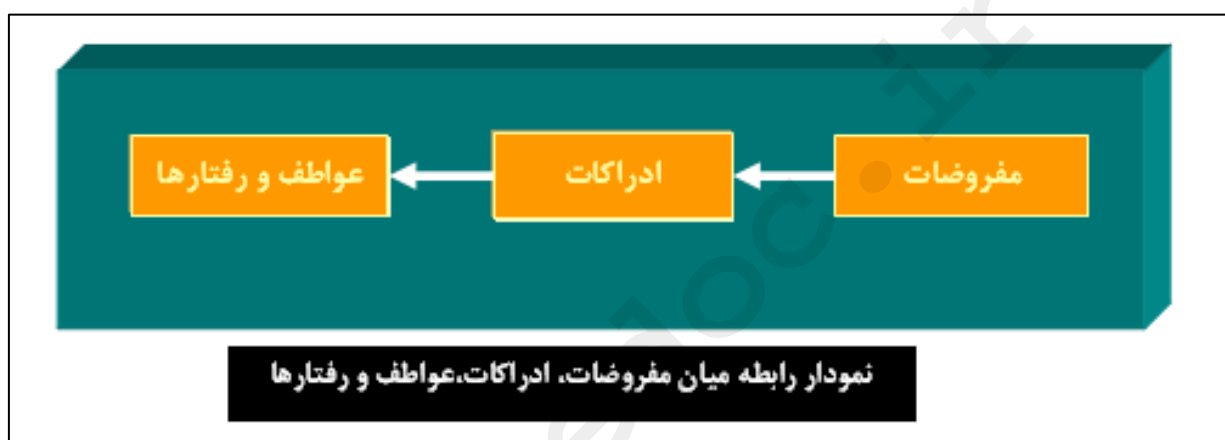 مفروضات
ادراکات
عواطف و رفتارها
نمودار رابطه میان مفروضات، ادراکات،عواطف و رفتارها